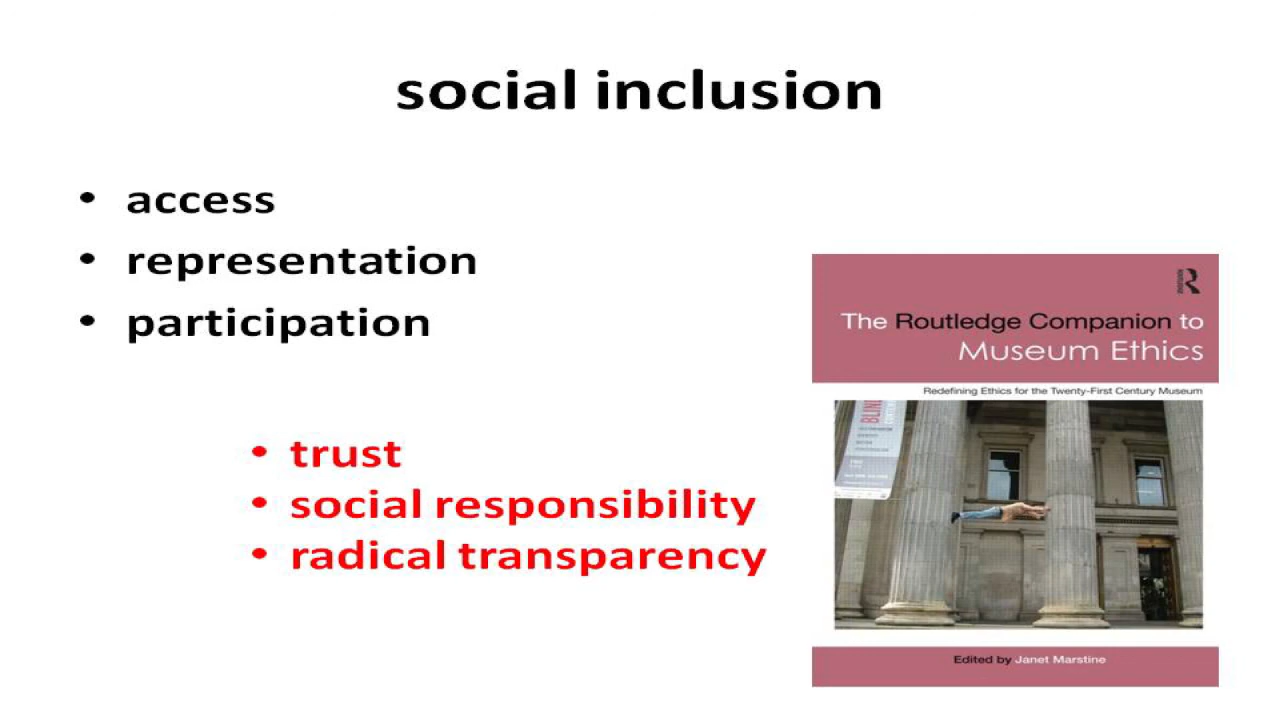 social inclusion
• access
• representation
• participation
• trust
• social responsibility
• radical transparency
R
The Routledge Companion to
Museum Ethics
Redefining Ethics for the Twenty-First Century Museum
BLIND
Edited by Janet Marstine